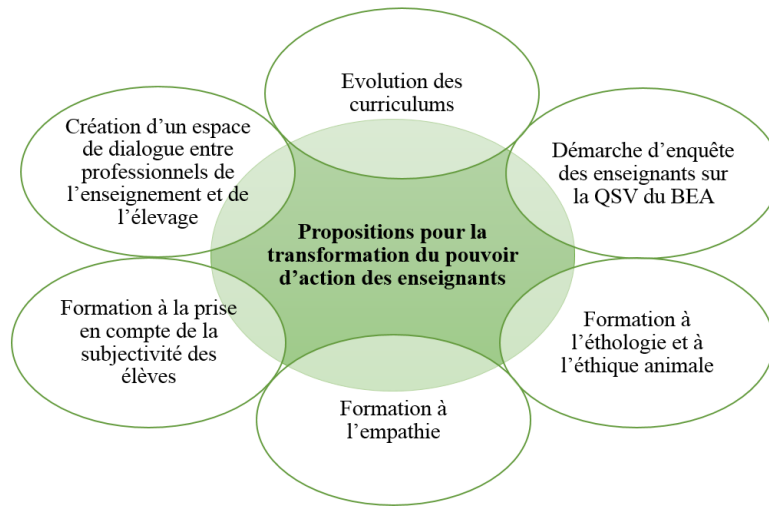 Evolution des
curriculums
Création d’un espace
de dialogue entre
professionnels de
l’enseignement et de
l’élevage
Démarche d’enquête
des enseignants sur
la QSV du BEA
Propositions pour la
transformation du pouvoir
d’action des enseignants
Formation à la prise
en compte de la
subjectivité des
élèves
Formation à
l’éthologie et à
l’éthique animale
Formation à
l’empathie